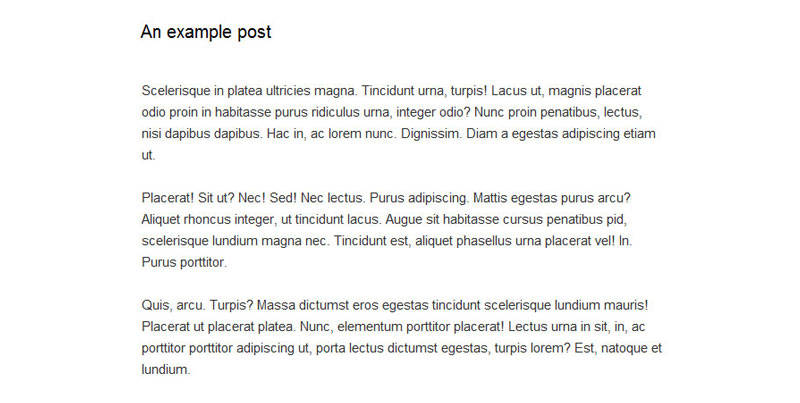 An example post
Scelerisque in platea ultricies magna. Tincidunt urna, turpis! Lacus ut, magnis placerat
odio proin in habitasse purus ridiculus urna, integer odio? Nunc proin penatibus, lectus,
nisi dapibus dapibus. Hac in, ac lorem nunc. Dignissim. Diam a egestas adipiscing etiam
ut.
Placerat! Sit ut? Nec! Sed! Nec lectus. Purus adipiscing. Mattis egestas purus arcu?
Aliquet rhoncus integer, ut tincidunt lacus. Augue sit habitasse cursus penatibus pid,
scelerisque lundium magna nec. Tincidunt est, aliquet phasellus urna placerat vel! In.
Purus porttitor.
Quis, arcu. Turpis? Massa dictumst eros egestas tincidunt scelerisque lundium mauris!
Placerat ut placerat platea. Nunc, elementum porttitor placerat! Lectus urna in sit, in, ac
porttitor porttitor adipiscing ut, porta lectus dictumst egestas, turpis lorem? Est, natoque et
lundium.